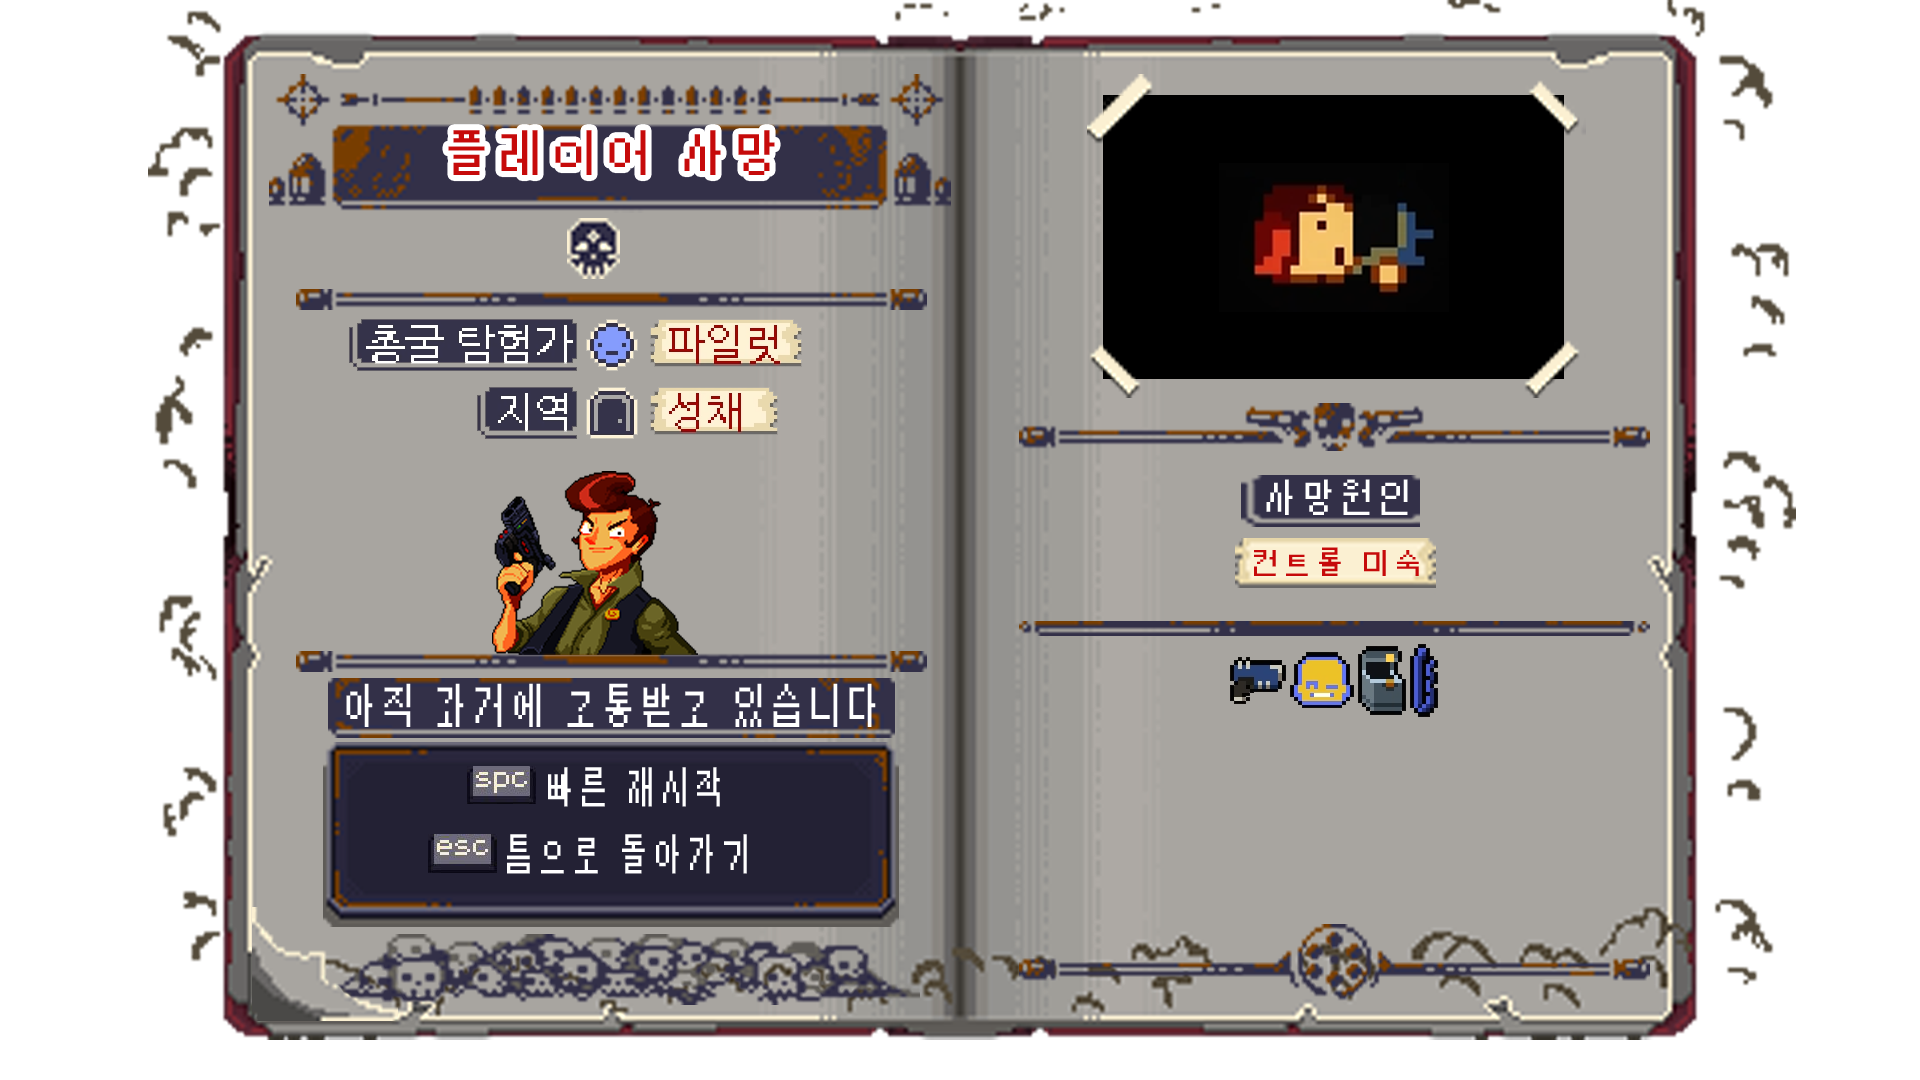 플레이어 사망
총굴 탐험가 파일럿
지역 성채
아직 과거에 고통받고 있습니다
spc 빠른 재시작
esc 틈으로 돌아가기
사망원인
컨트롤 미숙